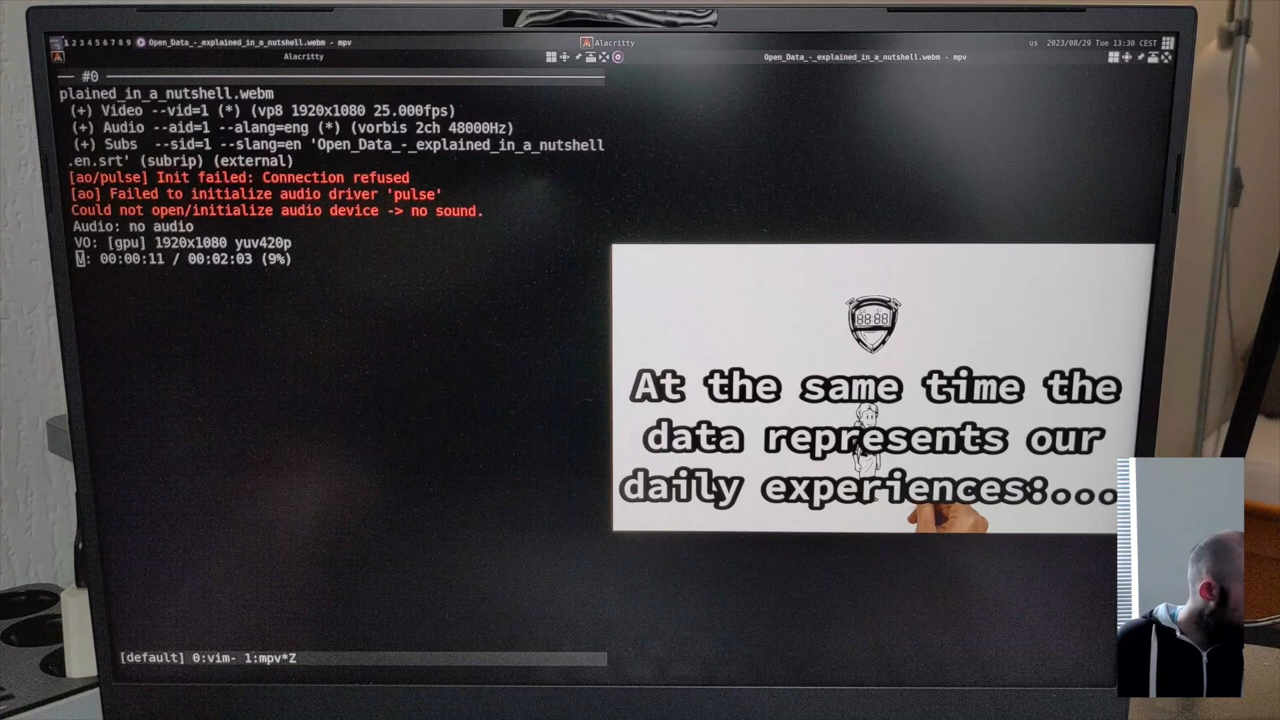 1 2 3 4 5 6 7 8 9 Open_Data_-_explained_in_a_nutshell.webm - mpv
Alacritty
us 2023/08/29 Tue 13:30 CEST
Alacritty
Open_Data_-_explained_in_a_nutshell.webm - mpv
#0
plained_in_a_nutshell.webm
(+) Video --vid=1 (*) (vp8 1920x1080 25.000fps)
(+) Audio --aid=1 --alang=eng (*) (vorbis 2ch 48000Hz)
(+) Subs --sid=1 --slang=en 'Open_Data_-_explained_in_a_nutshell
.en.srt' (subrip) (external)
[ao/pulse] Init failed: Connection refused
[ao] Failed to initialize audio driver 'pulse'
Could not open/initialize audio device -> no sound.
Audio: no audio
VO: [gpu] 1920x1080 yuv420p
V: 00:00:11 / 00:02:03 (9%)
88:88
At the same time the
data represents our
daily experiences:...
[default] 0:vim- 1:mpv*Z